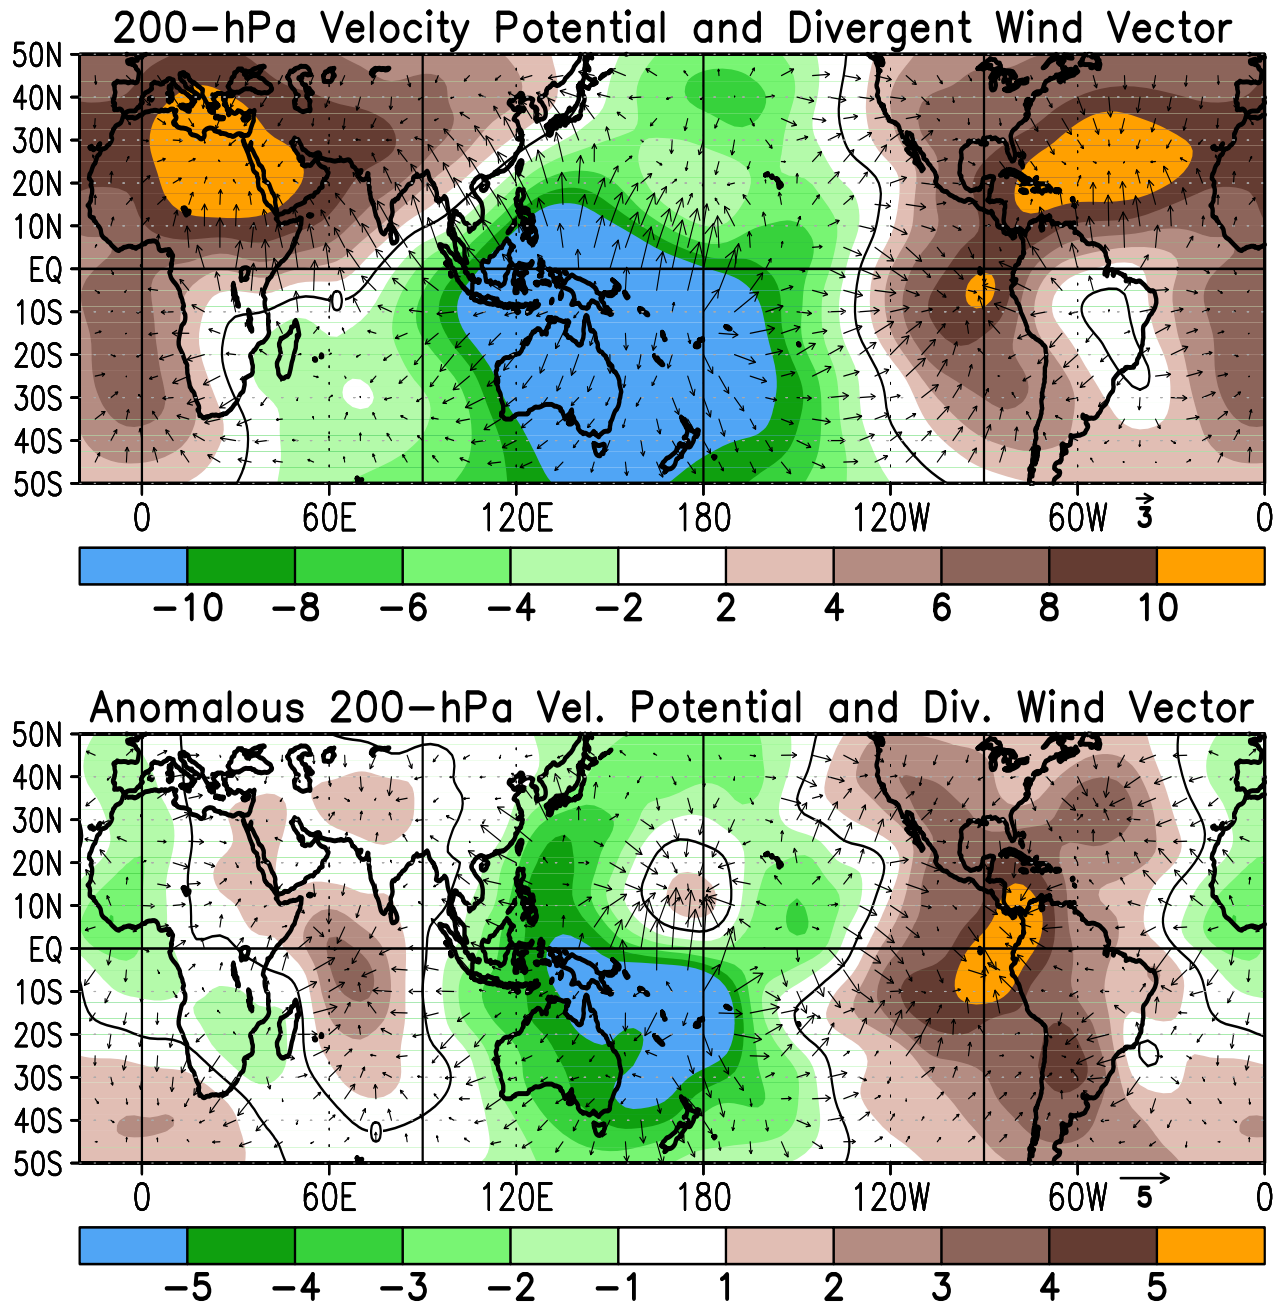 200-hPa Velocity Potential and Divergent Wind Vector
50N
40N
30N
20N
10N
EQ
10S
20S
30S
40S
50S
0
0 60E 120E 180 120W 60W 3 0
-10 -8 -6 -4 -2 2 4 6 8 10
Anomalous 200-hPa Vel. Potential and Div. Wind Vector
50N
40N
30N
20N
10N
EQ
10S
20S
30S
40S
50S
0
0 60E 120E 180 120W 60W 5 0
-5 -4 -3 -2 -1 1 2 3 4 5